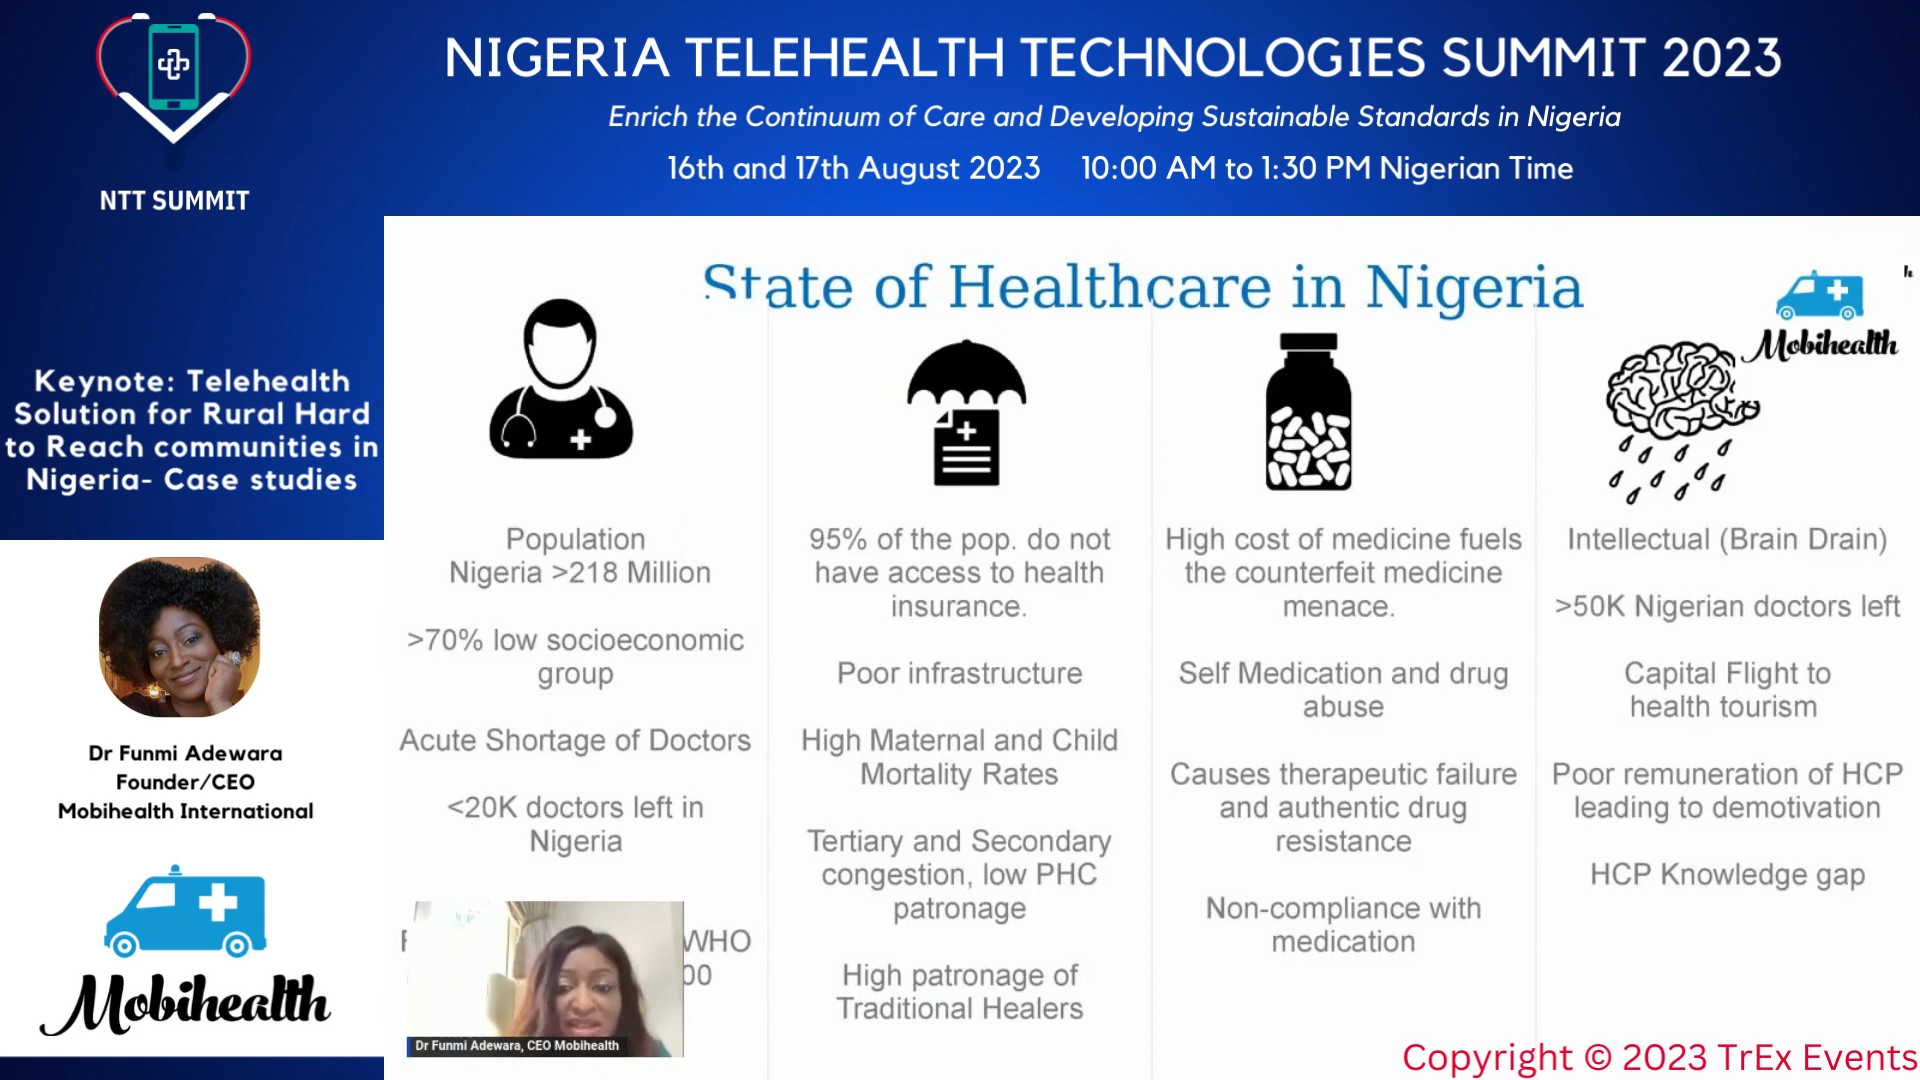 NIGERIA TELEHEALTH TECHNOLOGIES SUMMIT 2023
Enrich the Continuum of Care and Developing Sustainable Standards in Nigeria
16th and 17th August 2023 10:00 AM to 1:30 PM Nigerian Time
NTT SUMMIT
Keynote: Telehealth
Solution for Rural Hard
to Reach communities in
Nigeria- Case studies
Dr Funmi Adewara
Founder/CEO
Mobihealth International
Mobihealth
State of Healthcare in Nigeria
Mobihealth
Population
Nigeria >218 Million
>70% low socioeconomic
group
Acute Shortage of Doctors
<20K doctors left in
Nigeria
WHO
Dr Funmi Adewara, CEO Mobihealth
95% of the pop. do not
have access to health
insurance.
Poor infrastructure
High Maternal and Child
Mortality Rates
Tertiary and Secondary
congestion, low PHC
patronage
High patronage of
Traditional Healers
High cost of medicine fuels
the counterfeit medicine
menace.
Self Medication and drug
abuse
Causes therapeutic failure
and authentic drug
resistance
Non-compliance with
medication
Intellectual (Brain Drain)
>50K Nigerian doctors left
Capital Flight to
health tourism
Poor remuneration of HCP
leading to demotivation
HCP Knowledge gap
Copyright © 2023 TrEx Events